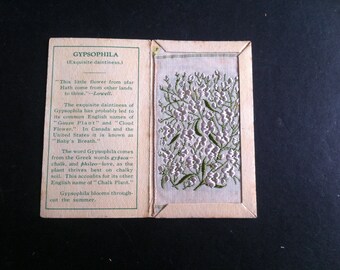 GYPSOPHILA
(Exquisite daintiness.)
"This little flower from afar
Hath come from other lands
to thine."—Lowell.
The exquisite daintiness of
Gypsophila has probably led to
its common English names of
"Gauze Plant" and "Cloud
Flower." In Canada and the
United States it is known as
"Baby's Breath."
The word Gypsophila comes
from the Greek words gypsos—
chalk, and phileo—love, as the
plant thrives best on chalky
soil. This accounts for its other
English name of "Chalk Plant."
Gypsophila blooms through-
out the summer.